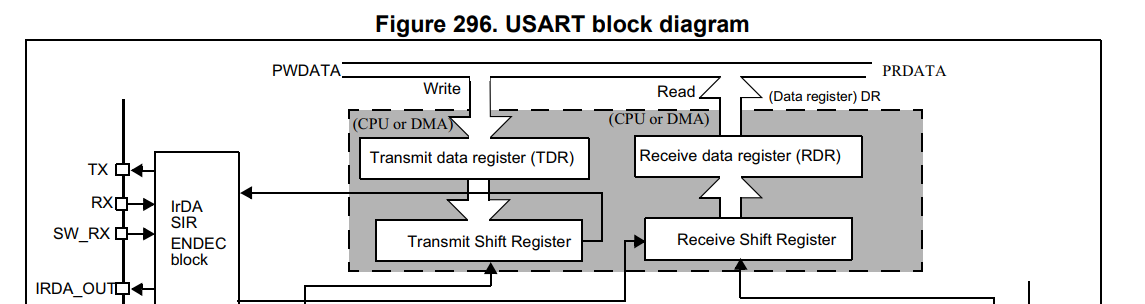 Figure 296. USART block diagram
PWDATA
PRDATA
Write
Read
(Data register) DR
(CPU or DMA)
(CPU or DMA)
Transmit data register (TDR)
Receive data register (RDR)
TX
RX
SW_RX
IRDA_OUT
IrDA
SIR
ENDEC
block
Transmit Shift Register
Receive Shift Register